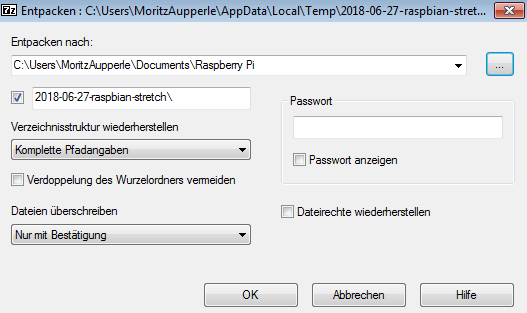 7z Entpacken : C:\Users\MoritzAupperle\AppData\Local\Temp\2018-06-27-raspbian-stret...
Entpacken nach:
C:\Users\MoritzAupperle\Documents\Raspberry Pi
...
2018-06-27-raspbian-stretch\
Passwort
Verzeichnisstruktur wiederherstellen
Komplette Pfadangaben
Passwort anzeigen
Verdoppelung des Wurzelordners vermeiden
Dateien überschreiben
Dateirechte wiederherstellen
Nur mit Bestätigung
OK
Abbrechen
Hilfe